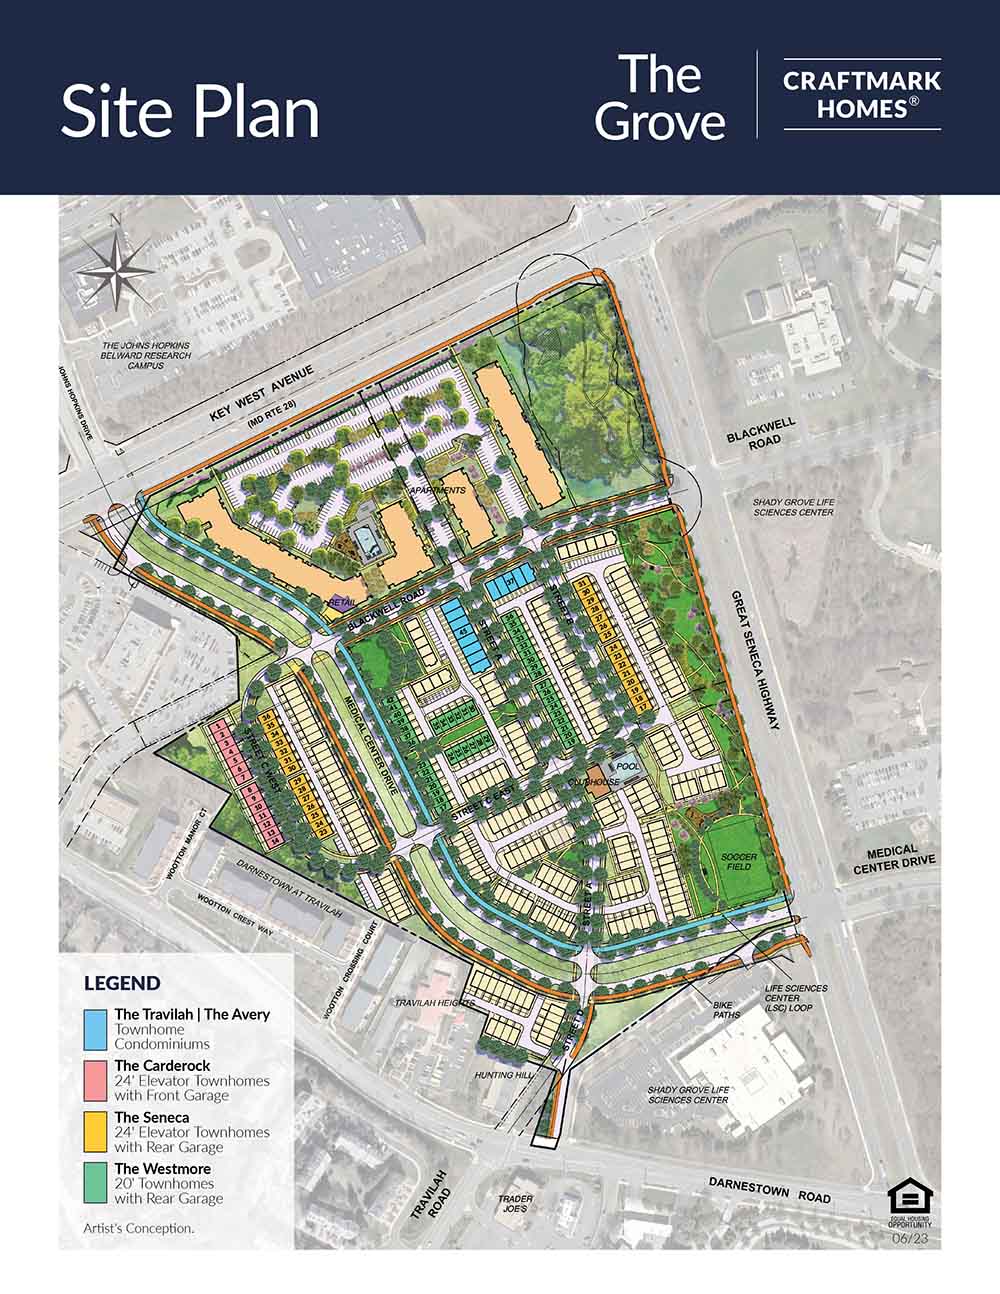 Site Plan
The
Grove
CRAFTMARK
HOMES®
THE JOHNS HOPKINS
BELWARD RESEARCH
CAMPUS
JOHNS HOPKINS DRIVE
KEY WEST AVENUE
(MD RTE 28)
BLACKWELL
ROAD
SHADY GROVE LIFE
SCIENCES CENTER
APARTMENTS
RETAIL
BLACKWELL ROAD
37
45
STREET A
STREET B
GREAT SENECA HIGHWAY
MEDICAL CENTER DRIVE
STREET C WEST
STREET C EAST
POOL
CLUBHOUSE
SOCCER
FIELD
MEDICAL
CENTER DRIVE
WOOTTON MANOR CT
DARNESTOWN AT TRAVILAH
WOOTTON CREST WAY
WOOTTON CROSSING COURT
STREET A
TRAVILAH HEIGHTS
STREET D
BIKE
PATHS
LIFE SCIENCES
CENTER
(LSC) LOOP
HUNTING HILL
SHADY GROVE LIFE
SCIENCES CENTER
TRAVILAH
ROAD
TRADER
JOE'S
DARNESTOWN ROAD
LEGEND
The Travilah | The Avery
Townhome
Condominiums
The Carderock
24' Elevator Townhomes
with Front Garage
The Seneca
24' Elevator Townhomes
with Rear Garage
The Westmore
20' Townhomes
with Rear Garage
Artist's Conception.
EQUAL HOUSING
OPPORTUNITY
06/23